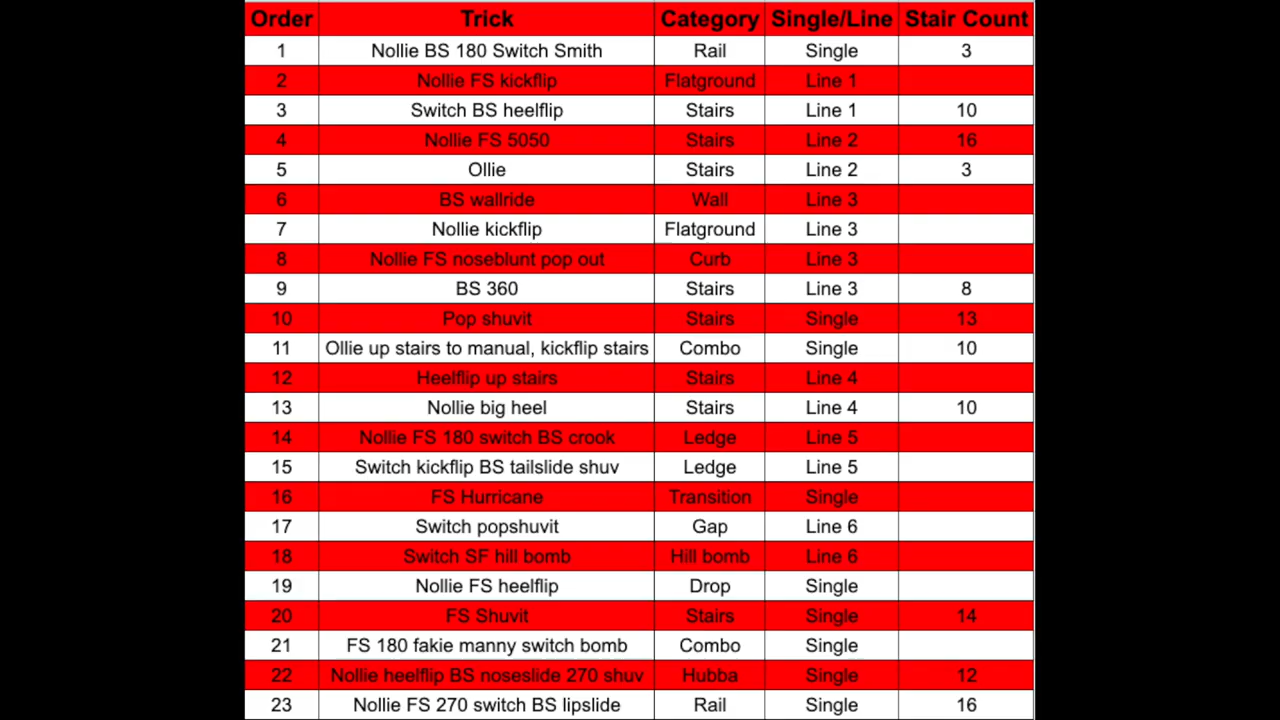 Order Trick Category Single/Line Stair Count
1 Nollie BS 180 Switch Smith Rail Single 3
2 Nollie FS kickflip Flatground Line 1
3 Switch BS heelflip Stairs Line 1 10
4 Nollie FS 5050 Stairs Line 2 16
5 Ollie Stairs Line 2 3
6 BS wallride Wall Line 3
7 Nollie kickflip Flatground Line 3
8 Nollie FS noseblunt pop out Curb Line 3
9 BS 360 Stairs Line 3 8
10 Pop shuvit Stairs Single 13
11 Ollie up stairs to manual, kickflip stairs Combo Single 10
12 Heelflip up stairs Stairs Line 4
13 Nollie big heel Stairs Line 4 10
14 Nollie FS 180 switch BS crook Ledge Line 5
15 Switch kickflip BS tailslide shuv Ledge Line 5
16 FS Hurricane Transition Single
17 Switch popshuvit Gap Line 6
18 Switch SF hill bomb Hill bomb Line 6
19 Nollie FS heelflip Drop Single
20 FS Shuvit Stairs Single 14
21 FS 180 fakie manny switch bomb Combo Single
22 Nollie heelflip BS noseslide 270 shuv Hubba Single 12
23 Nollie FS 270 switch BS lipslide Rail Single 16